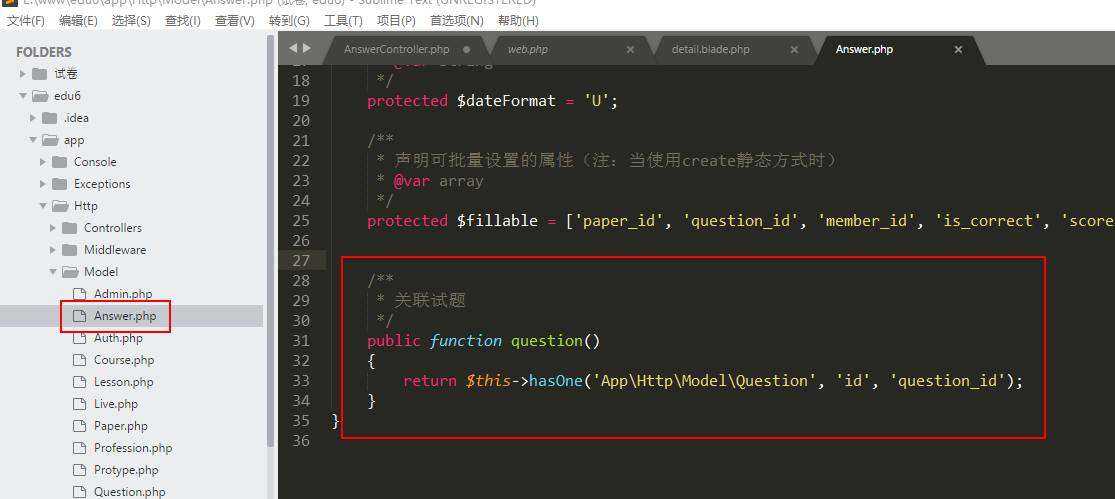 E:\www\edu6\app\Http\Model\Answer.php (试卷, edu6) - Sublime Text (UNREGISTERED)
文件(F) 编辑(E) 选择(S) 查找(I) 查看(V) 转到(G) 工具(T) 项目(P) 首选项(N) 帮助(H)
FOLDERS
试卷
edu6
.idea
app
Console
Exceptions
Http
Controllers
Middleware
Model
Admin.php
Answer.php
Auth.php
Course.php
Lesson.php
Live.php
Paper.php
Profession.php
Protype.php
Question.php
AnswerController.php web.php detail.blade.php Answer.php
17 * @var string
18 */
19 protected $dateFormat = 'U';
20
21 /**
22 * 声明可批量设置的属性（注：当使用create静态方式时）
23 * @var array
24 */
25 protected $fillable = ['paper_id', 'question_id', 'member_id', 'is_correct', 'score
26
27
28 /**
29 * 关联试题
30 */
31 public function question()
32 {
33 return $this->hasOne('App\Http\Model\Question', 'id', 'question_id');
34 }
35 }
36